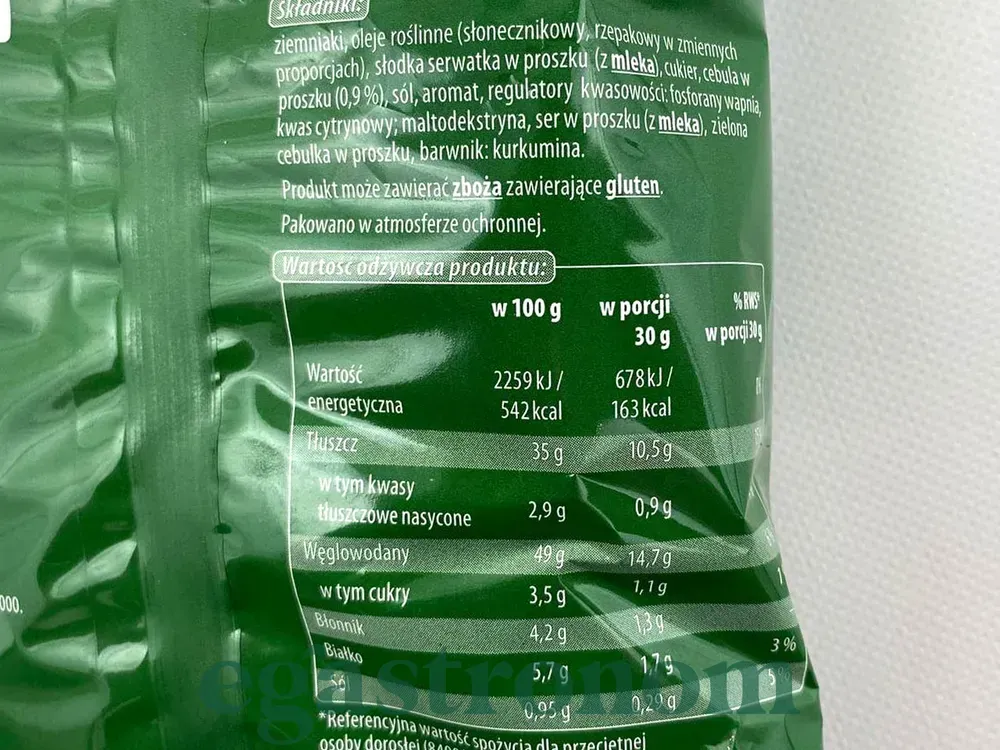 Składniki:
ziemniaki, oleje roślinne (słonecznikowy, rzepakowy w zmiennych
proporcjach), słodka serwatka w proszku (z mleka), cukier, cebula w
proszku (0,9 %), sól, aromat, regulatory kwasowości: fosforany wapnia,
kwas cytrynowy; maltodekstryna, ser w proszku (z mleka), zielona
cebulka w proszku, barwnik: kurkumina.
Produkt może zawierać zboża zawierające gluten.
Pakowano w atmosferze ochronnej.
Wartość odżywcza produktu:
w 100 g w porcji % RWS*
30 g w porcji 30 g
Wartość 2259 kJ / 678 kJ /
energetyczna 542 kcal 163 kcal
Tłuszcz 35 g 10,5 g
w tym kwasy
tłuszczowe nasycone 2,9 g 0,9 g
Węglowodany 49 g 14,7 g
w tym cukry 3,5 g 1,1 g
Błonnik 4,2 g 1,3 g
Białko 5,7 g 1,7 g 3 %
Sól 0,95 g 0,29 g 5
*Referencyjna wartość spożycia dla przeciętnej
osoby dorosłej
000.
egastronom